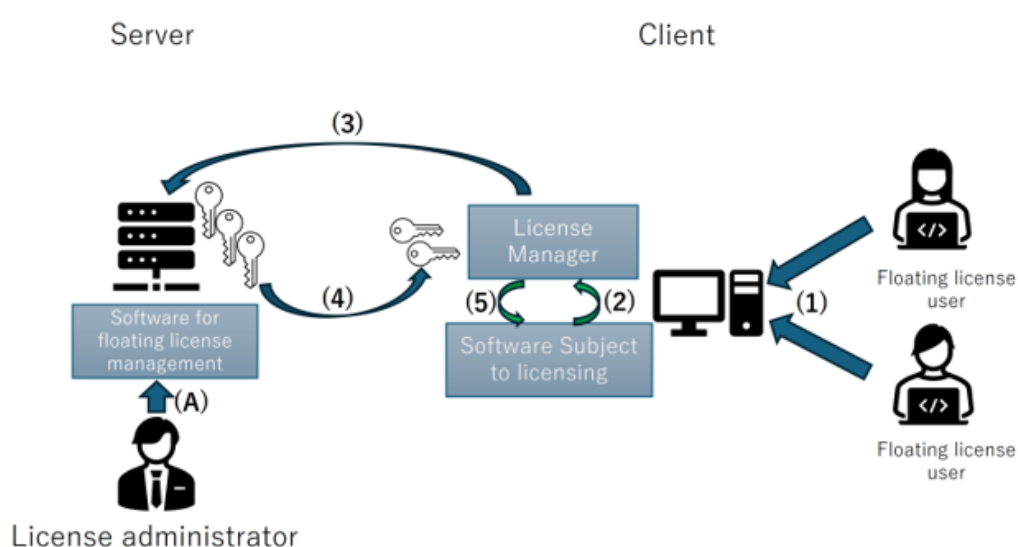 Server
Client
(3)
License
Manager
(4)
(5)
(2)
(1)
Floating license
user
Software for
floating license
management
Software Subject
to licensing
(A)
Floating license
user
License administrator